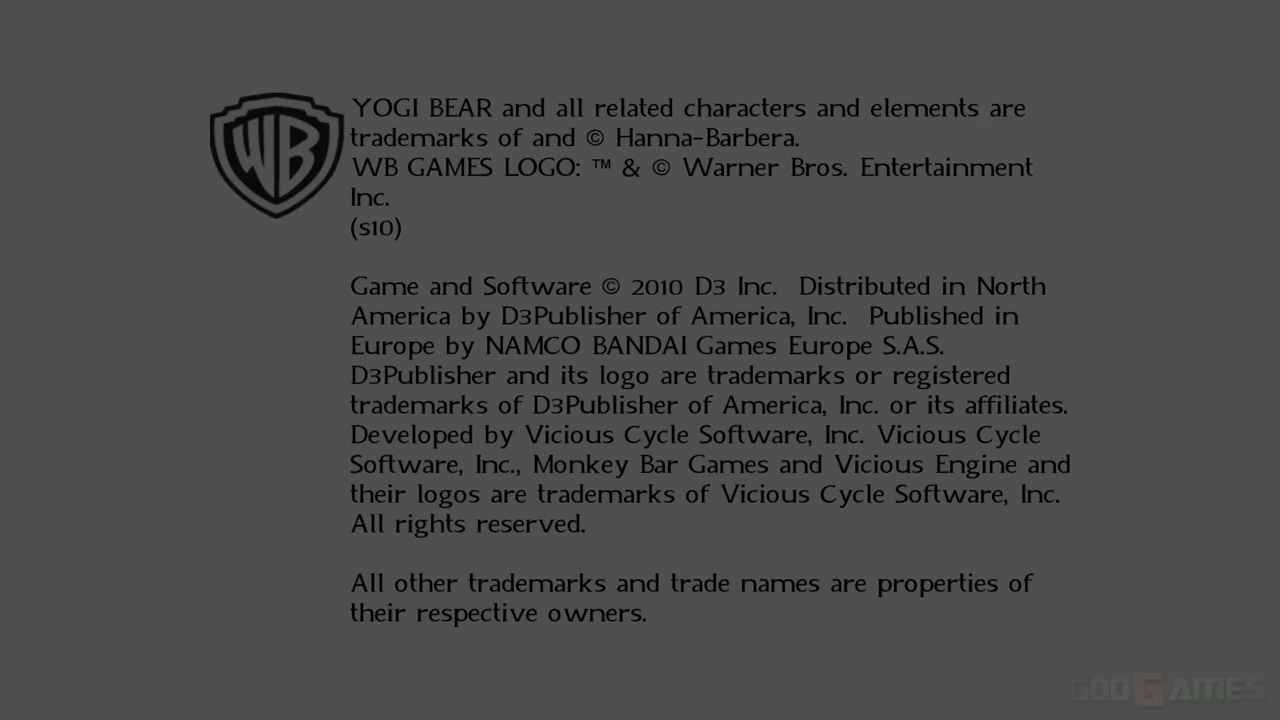 WB
YOGI BEAR and all related characters and elements are
trademarks of and © Hanna-Barbera.
WB GAMES LOGO: ™ & © Warner Bros. Entertainment
Inc.
(s10)
Game and Software © 2010 D3 Inc.  Distributed in North
America by D3Publisher of America, Inc.  Published in
Europe by NAMCO BANDAI Games Europe S.A.S.
D3Publisher and its logo are trademarks or registered
trademarks of D3Publisher of America, Inc. or its affiliates.
Developed by Vicious Cycle Software, Inc. Vicious Cycle
Software, Inc., Monkey Bar Games and Vicious Engine and
their logos are trademarks of Vicious Cycle Software, Inc.
All rights reserved.
All other trademarks and trade names are properties of
their respective owners.
GooGAMES